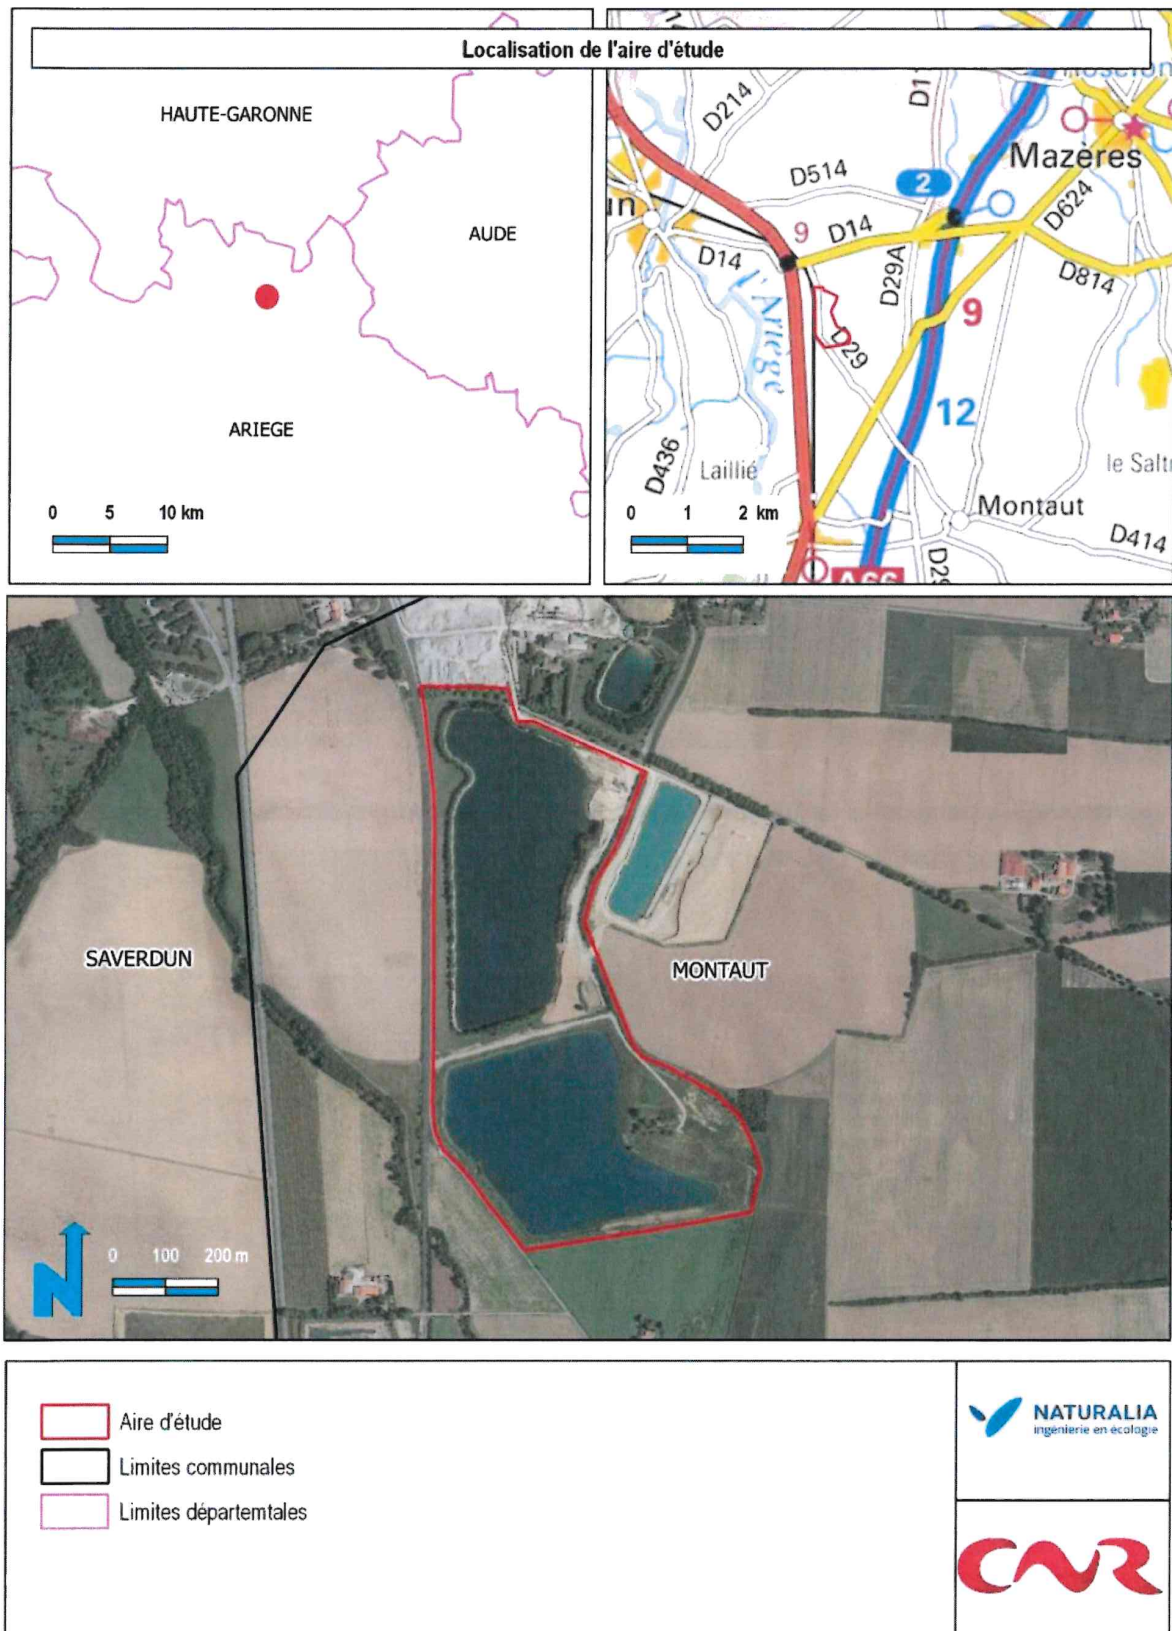 Localisation de l'aire d'étude
HAUTE-GARONNE
AUDE
ARIEGE
0 5 10 km
D214
D1
Mazères
D514
2
un
D624
9
D14
D14
D29A
D814
l'Ariège
D29
9
12
D436
Laillié
le Salt
Montaut
D414
0 1 2 km
A66
D29
SAVERDUN
MONTAUT
N
0 100 200 m
Aire d'étude
Limites communales
Limites départemtales
NATURALIA
ingénierie en écologie
CNR